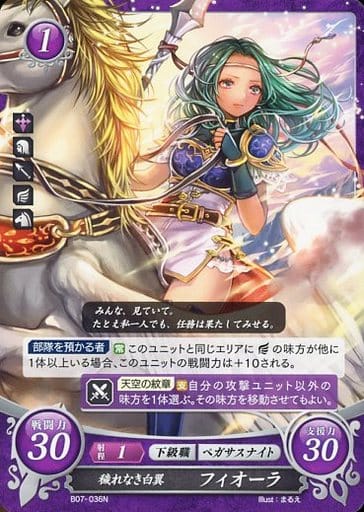 1
みんな、見ていて。
たとえ私一人でも、任務は果たしてみせる。
部隊を預かる者 常 このユニットと同じエリアに の味方が他に
1体以上いる場合、このユニットの戦闘力は+10される。
天空の紋章 支 自分の攻撃ユニット以外の
味方を1体選ぶ。その味方を移動させてもよい。
戦闘力 30
射程 1 下級職 ペガサスナイト
支援力 30
穢れなき白翼 フィオーラ
B07-036N
Illust:まるえ